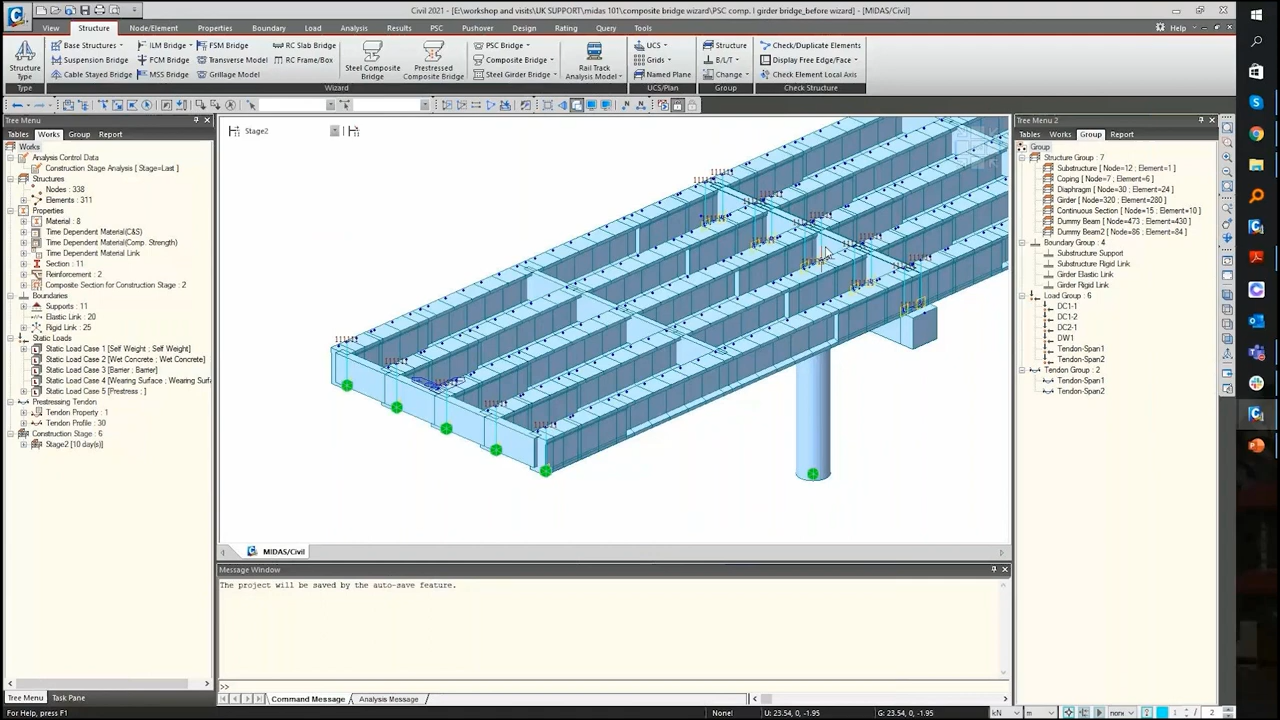 Civil 2021 - [E:\workshop and visits\UK SUPPORT\midas 101\composite bridge wizard\PSC comp. I girder bridge_before wizard] - [MIDAS/Civil]
View Structure Node/Element Properties Boundary Load Analysis Results PSC Pushover Design Rating Query Tools Help
Base Structures ILM Bridge FSM Bridge RC Slab Bridge PSC Bridge UCS Structure Check/Duplicate Elements
Suspension Bridge FCM Bridge Transverse Model RC Frame/Box Composite Bridge Grids B/L/T Display Free Edge/Face
Cable Stayed Bridge MSS Bridge Grillage Model Steel Girder Bridge Named Plane Change Check Element Local Axis
Structure Type
Steel Composite Bridge
Prestressed Composite Bridge
Rail Track Analysis Model
Type Wizard UCS/Plan Group Check Structure
Tree Menu
Tables Works Group Report
Works
Analysis Control Data
Construction Stage Analysis [Stage=Last ]
Structures
Nodes : 338
Elements : 311
Properties
Material : 8
Time Dependent Material(C&S)
Time Dependent Material(Comp. Strength)
Time Dependent Material Link
Section : 11
Reinforcement : 2
Composite Section for Construction Stage : 2
Boundaries
Supports : 11
Elastic Link : 20
Rigid Link : 25
Static Loads
Static Load Case 1 [Self Weight ; Self Weight]
Static Load Case 2 [Wet Concrete ; Wet Concrete]
Static Load Case 3 [Barrier ; Barrier]
Static Load Case 4 [Wearing Surface ; Wearing Surf
Static Load Case 5 [Prestress ; ]
Prestressing Tendon
Tendon Property : 1
Tendon Profile : 30
Construction Stage : 6
Stage2 [10 day(s)]
Tree Menu Task Pane
Stage2
MIDAS/Civil
Message Window
The project will be saved by the auto-save feature.
>>
Command Message Analysis Message
Tree Menu 2
Tables Works Group Report
Group
Structure Group : 7
Substructure [ Node=12 ; Element=1 ]
Coping [ Node=7 ; Element=6 ]
Diaphragm [ Node=30 ; Element=24 ]
Girder [ Node=320 ; Element=280 ]
Continuous Section [ Node=15 ; Element=10 ]
Dummy Beam [ Node=473 ; Element=430 ]
Dummy Beam2 [ Node=86 ; Element=84 ]
Boundary Group : 4
Substructure Support
Substructure Rigid Link
Girder Elastic Link
Girder Rigid Link
Load Group : 6
DC1-1
DC1-2
DC2-1
DW1
Tendon-Span1
Tendon-Span2
Tendon Group : 2
Tendon-Span1
Tendon-Span2
For Help, press F1
None!
U: 23.54, 0, -1.95
G: 23.54, 0, -1.95
kN m 1 / 2